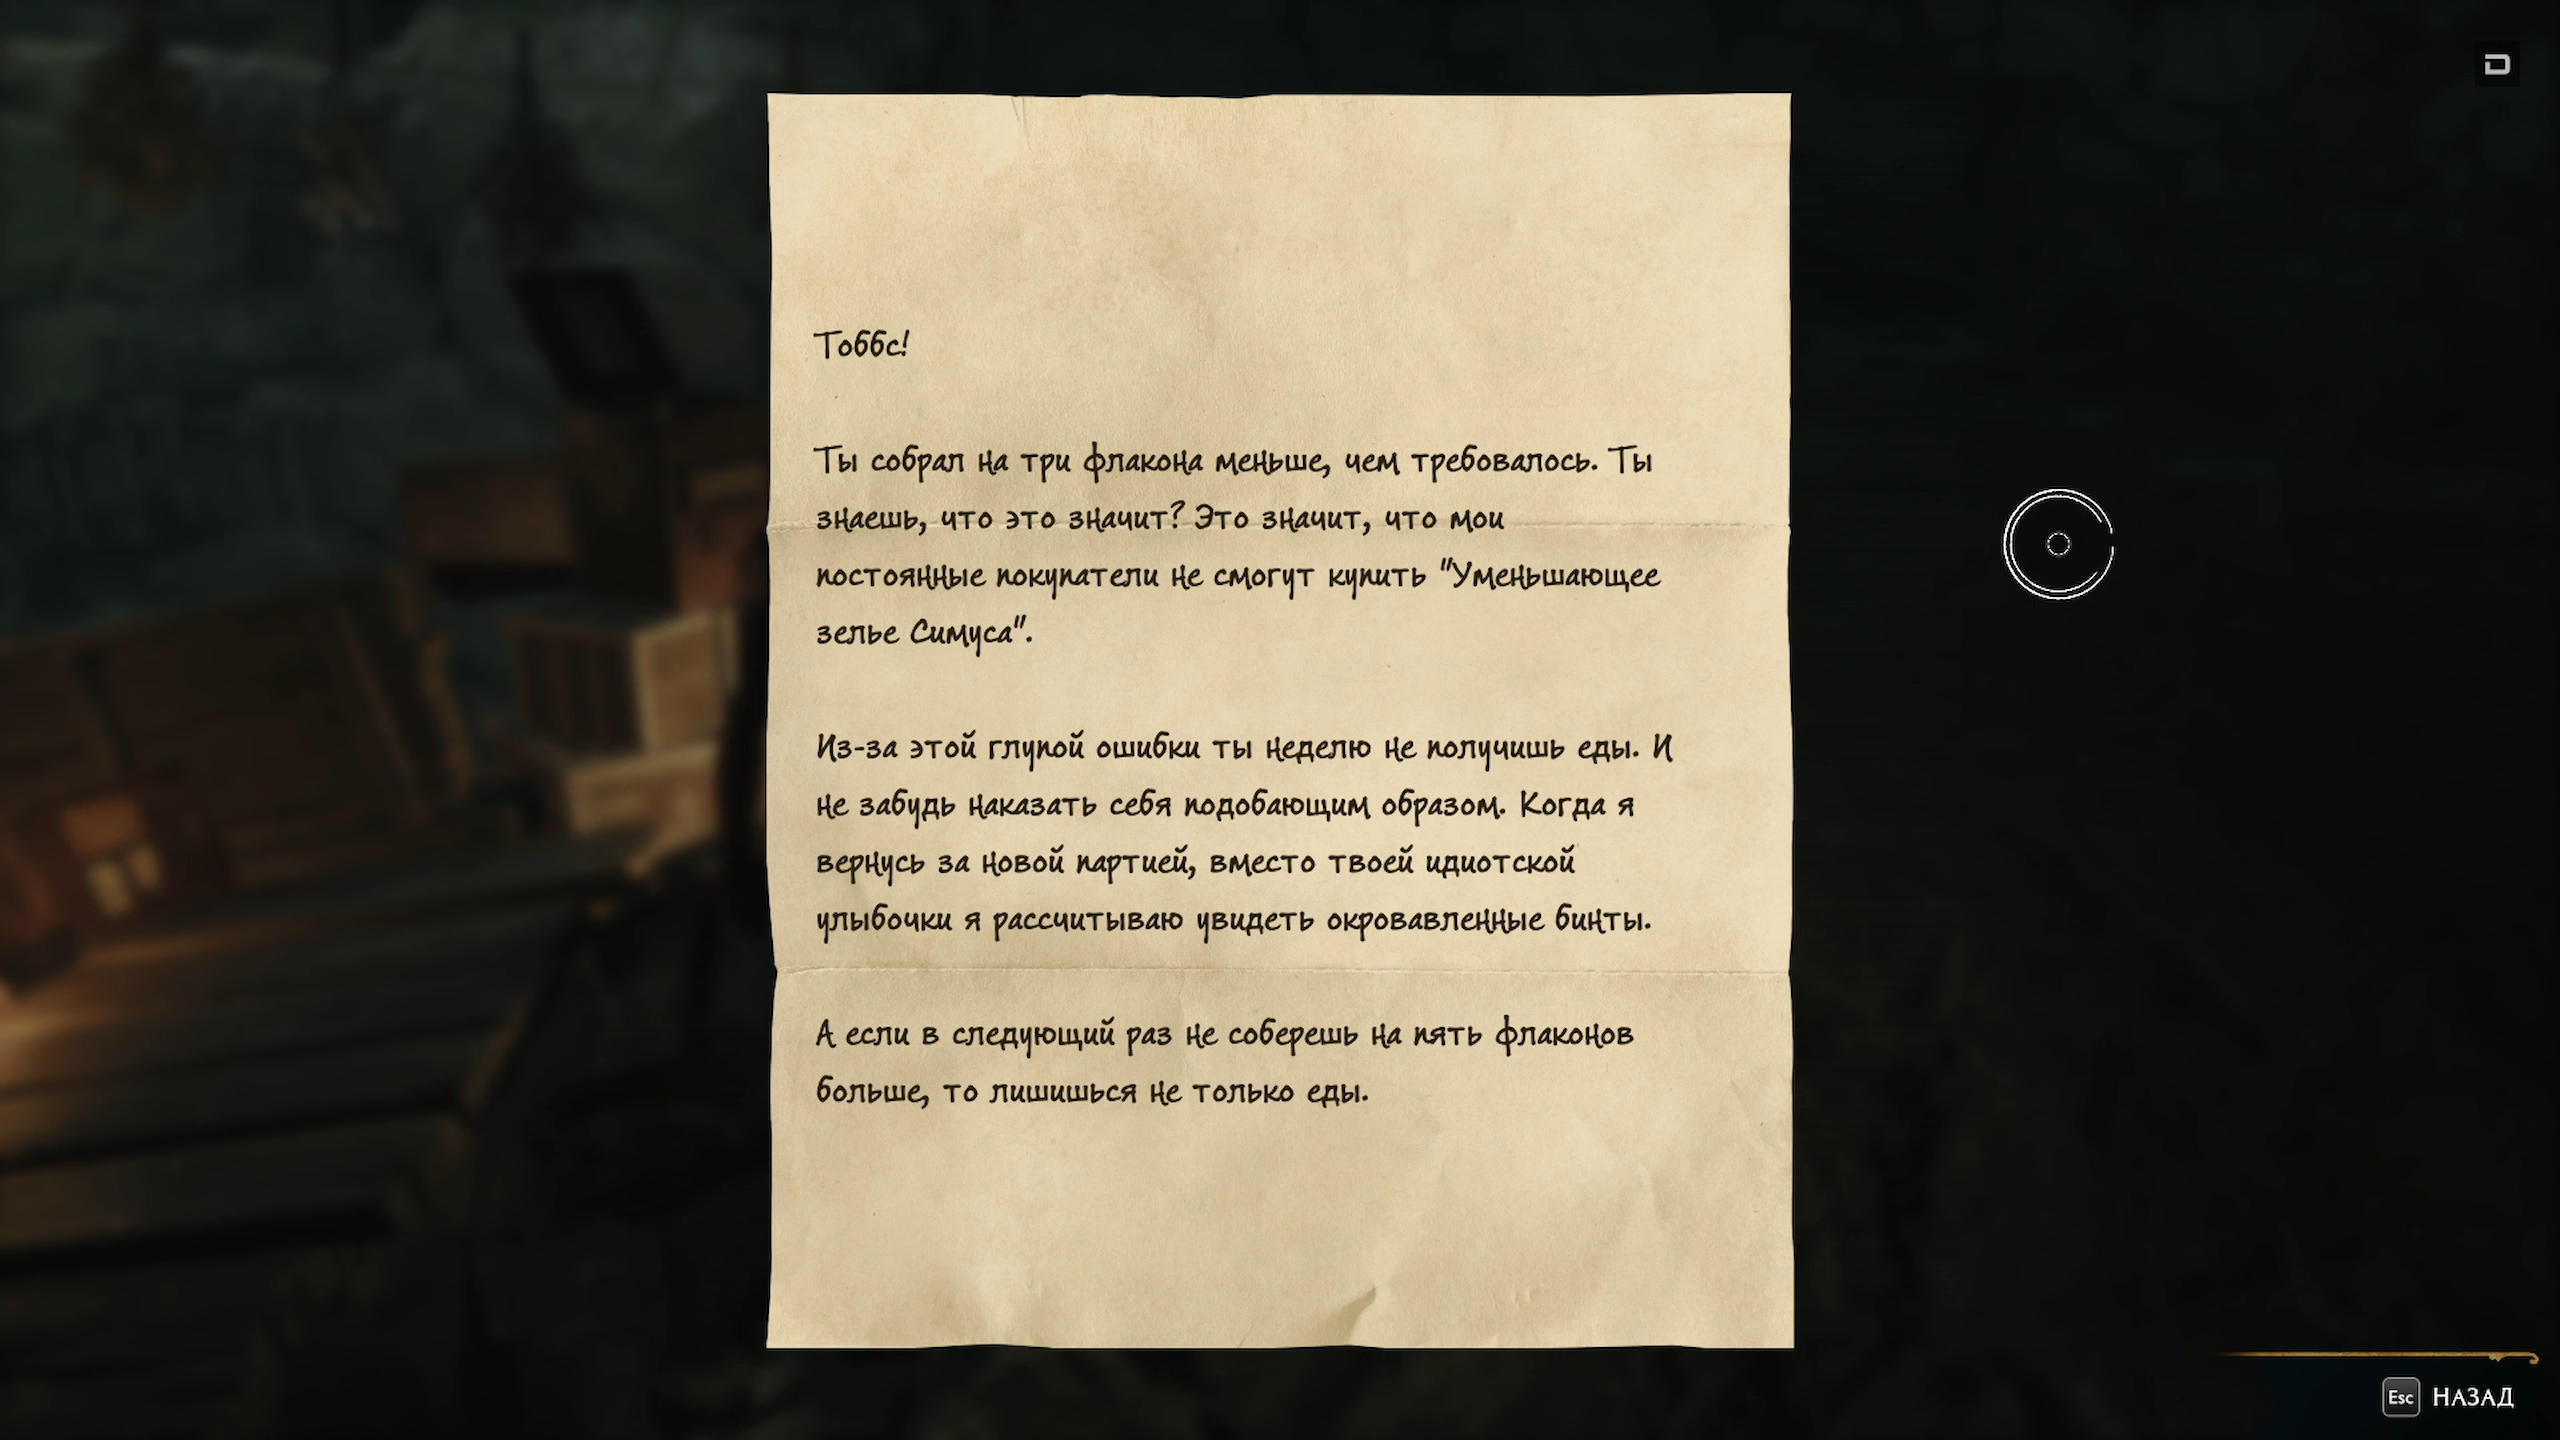 Тоббс!
Ты собрал на три флакона меньше, чем требовалось. Ты
знаешь, что это значит? Это значит, что мои
постоянные покупатели не смогут купить "Уменьшающее
зелье Симуса".
Из-за этой глупой ошибки ты неделю не получишь еды. И
не забудь наказать себя подобающим образом. Когда я
вернусь за новой партией, вместо твоей идиотской
улыбочки я рассчитываю увидеть окровавленные бинты.
А если в следующий раз не соберешь на пять флаконов
больше, то лишишься не только еды.
Esc НАЗАД